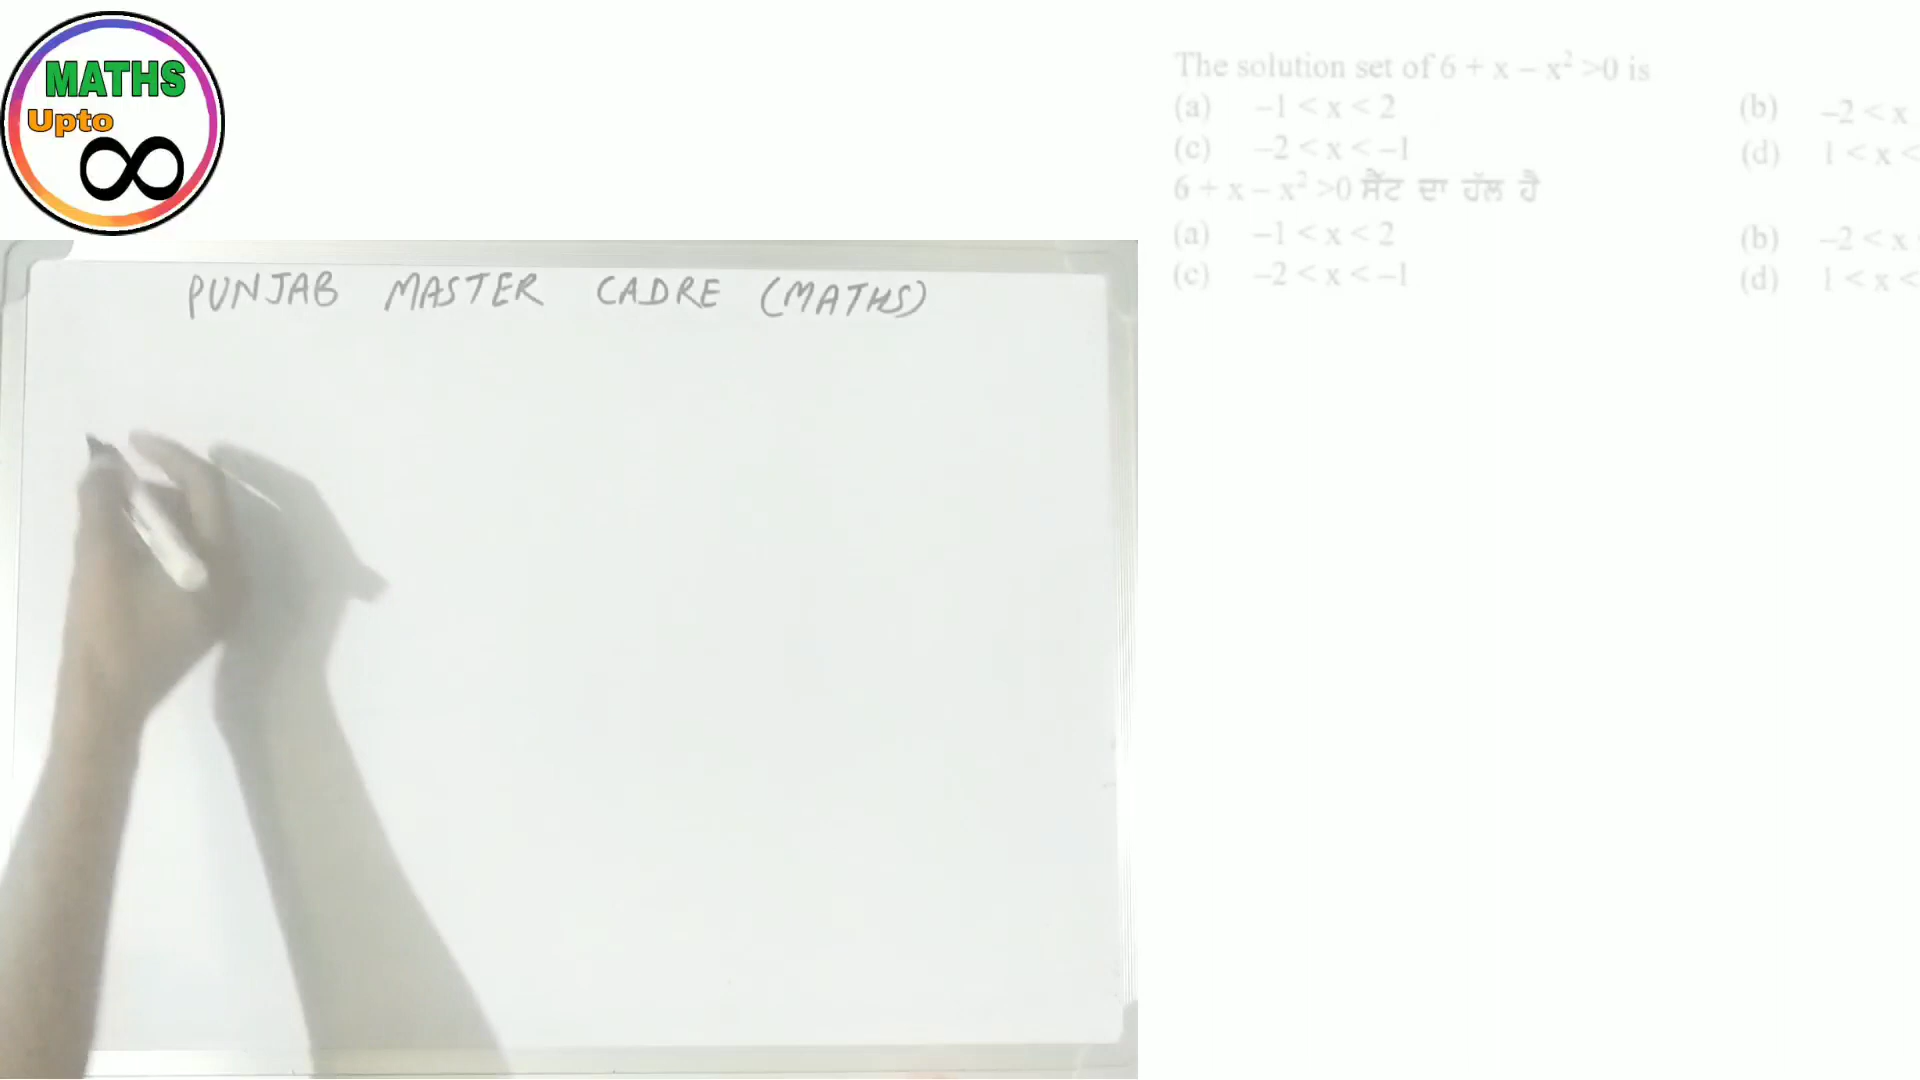 MATHS
Upto
∞
PUNJAB MASTER CADRE (MATHS)
The solution set of 6 + x – x² >0 is
(a) –1 < x < 2 (b) –2 < x
(c) –2 < x < –1 (d) 1 < x <
6 + x – x² >0 ਸੈੱਟ ਦਾ ਹੱਲ ਹੈ
(a) –1 < x < 2 (b) –2 < x
(c) –2 < x < –1 (d) 1 < x <